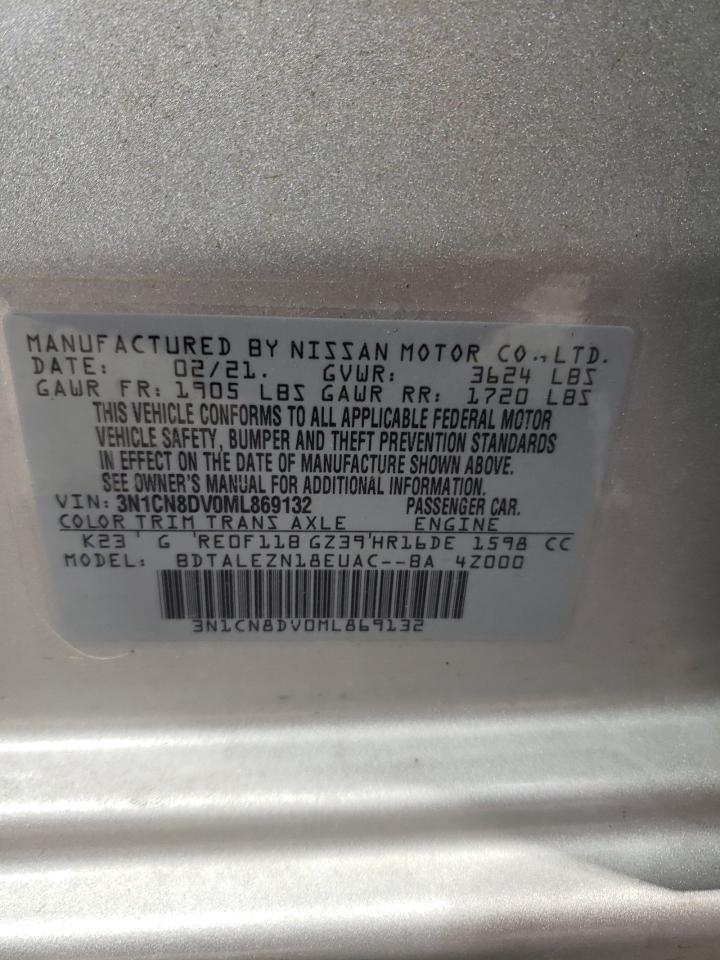 MANUFACTURED BY NISSAN MOTOR CO.,LTD.
DATE: 02/21. GVWR: 3624 LBS
GAWR FR: 1905 LBS GAWR RR: 1720 LBS
THIS VEHICLE CONFORMS TO ALL APPLICABLE FEDERAL MOTOR
VEHICLE SAFETY, BUMPER AND THEFT PREVENTION STANDARDS
IN EFFECT ON THE DATE OF MANUFACTURE SHOWN ABOVE.
SEE OWNER'S MANUAL FOR ADDITIONAL INFORMATION.
VIN: 3N1CN8DV0ML869132 PASSENGER CAR.
COLOR TRIM TRANS AXLE ENGINE
K23 ' G 'RE0F11B GZ39'HR16DE 1598 CC
MODEL: BDTALEZN18EUAC--BA 4Z000
3N1CN8DV0ML869132